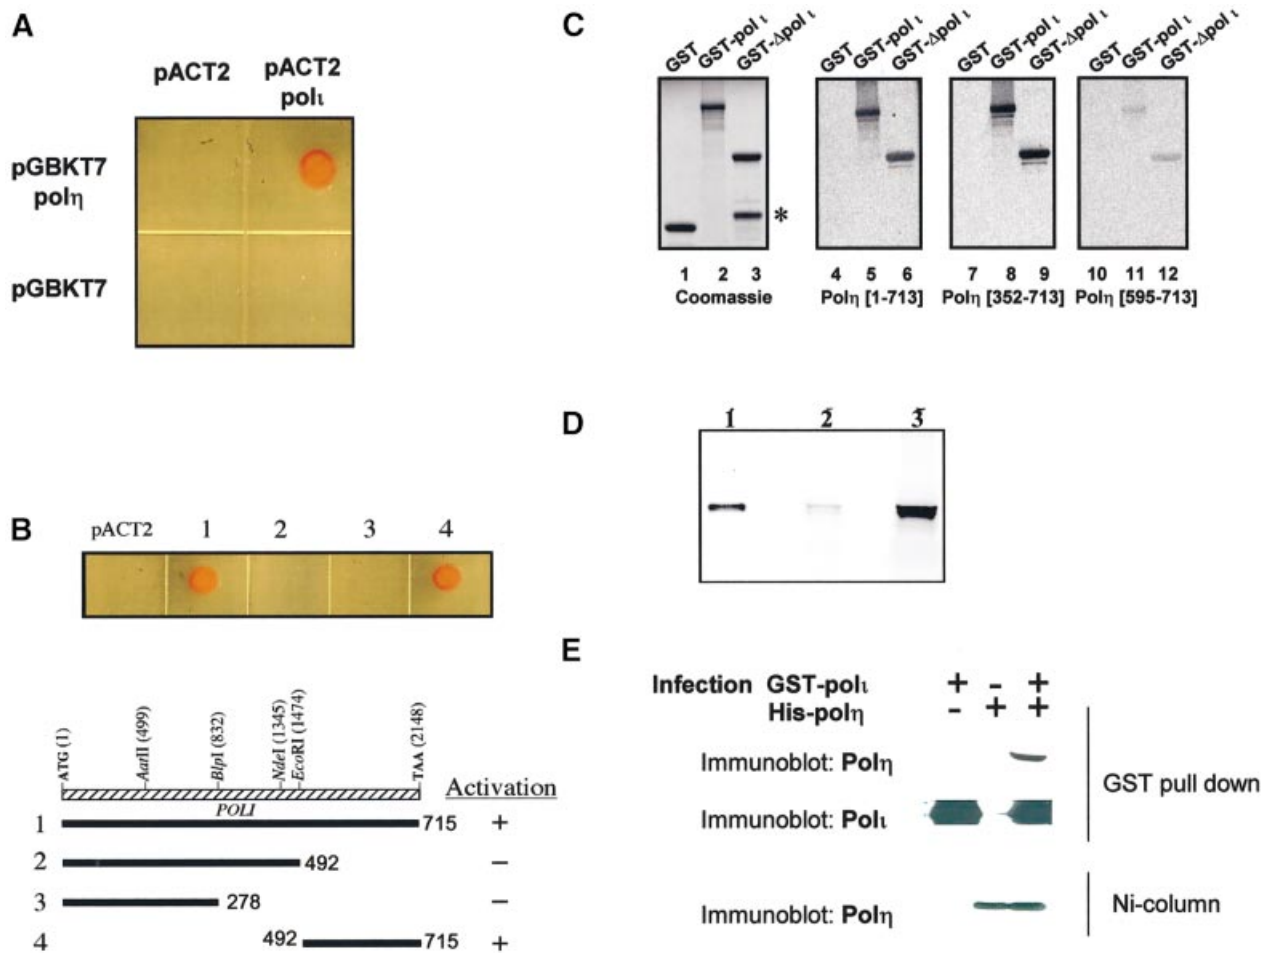 A
pACT2 pACT2
polι
pGBKT7
polη
pGBKT7
B
pACT2 1 2 3 4
ATG (1) AatII (499) BlpI (832) NdeI (1345) EcoRI (1474) TAA (2148)
Activation
POLI
1 715 +
2 492 −
3 278 −
4 492 715 +
C
GST GST-pol ι GST-Δpol ι GST GST-pol ι GST-Δpol ι GST GST-pol ι GST-Δpol ι GST GST-pol ι GST-Δpol ι
*
1 2 3 4 5 6 7 8 9 10 11 12
Coomassie Polη [1-713] Polη [352-713] Polη [595-713]
D
1 2 3
E
Infection GST-polι + - +
His-polη - + +
Immunoblot: Polη
GST pull down
Immunoblot: Polι
Immunoblot: Polη Ni-column